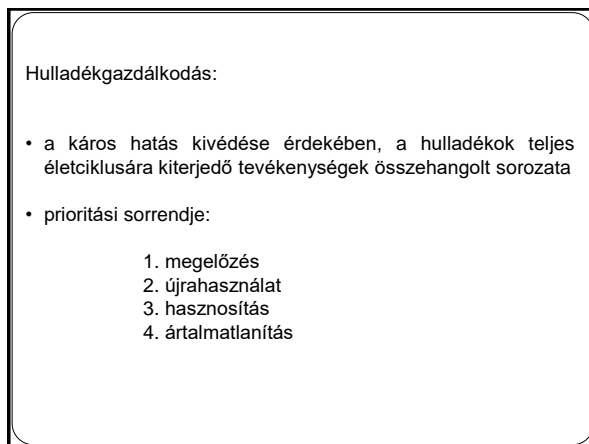 Hulladékgazdálkodás:
• a káros hatás kivédése érdekében, a hulladékok teljes
életciklusára kiterjedő tevékenységek összehangolt sorozata
• prioritási sorrendje:
1. megelőzés
2. újrahasználat
3. hasznosítás
4. ártalmatlanítás